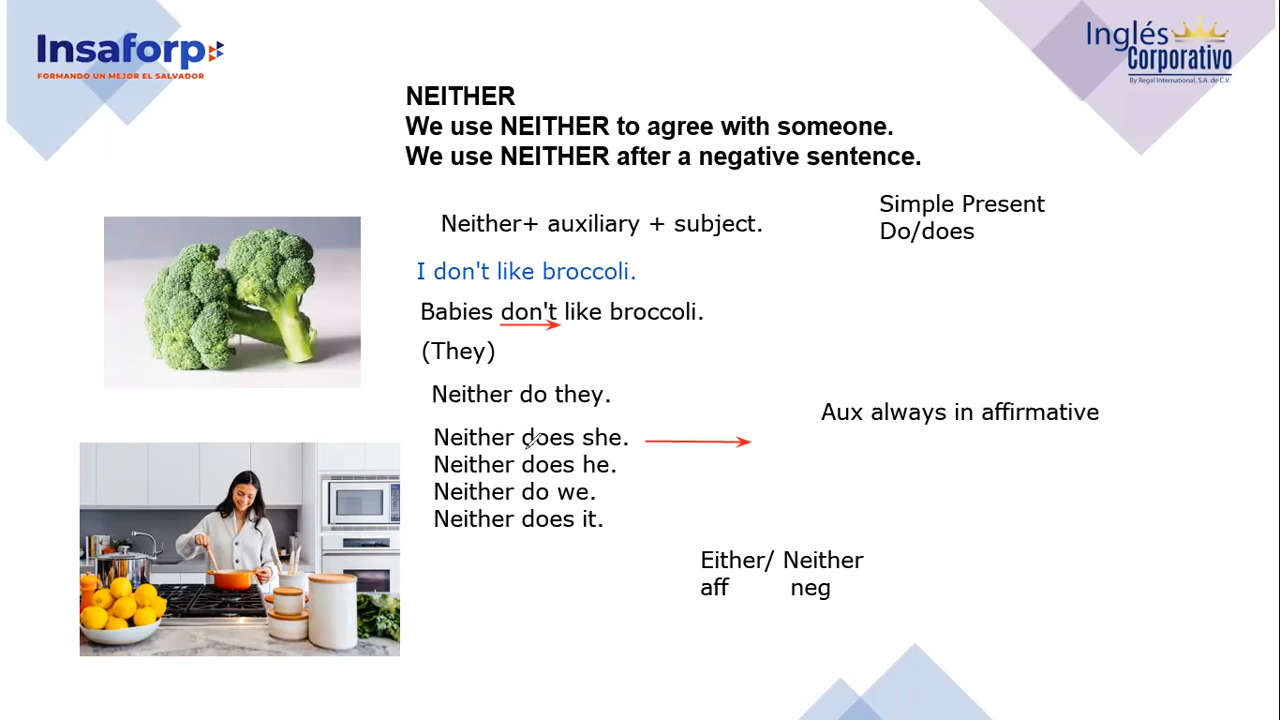 Insaforp
FORMANDO UN MEJOR EL SALVADOR
Inglés
Corporativo
By Regal International, S.A. de C.V.
NEITHER
We use NEITHER to agree with someone.
We use NEITHER after a negative sentence.
Neither+ auxiliary + subject.
Simple Present
Do/does
I don't like broccoli.
Babies don't like broccoli.
(They)
Neither do they.
Aux always in affirmative
Neither does she.
Neither does he.
Neither do we.
Neither does it.
Either/ Neither
aff neg